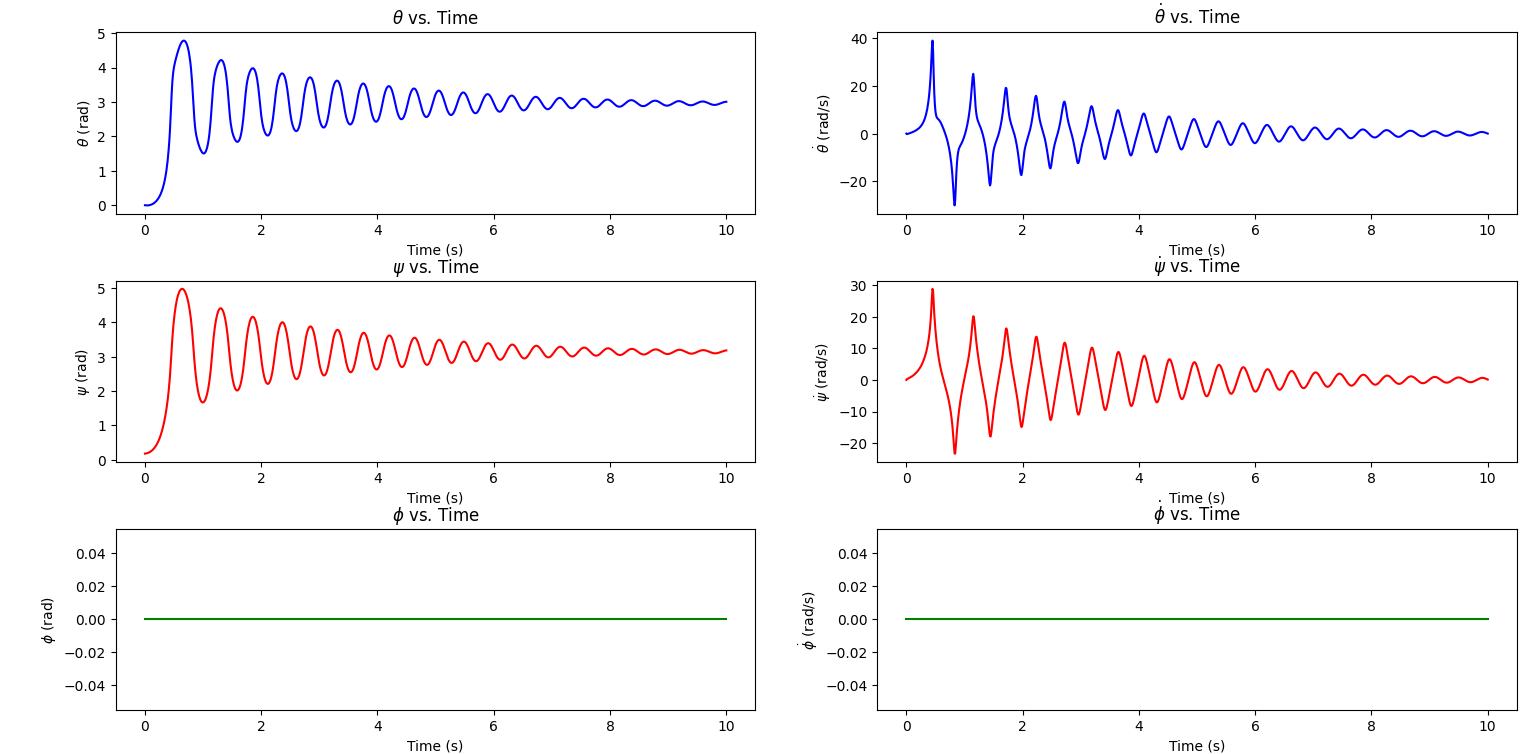 θ vs. Time
θ (rad)
5
4
3
2
1
0
0 2 4 6 8 10
Time (s)
θ̇ vs. Time
θ̇ (rad/s)
40
20
0
−20
0 2 4 6 8 10
Time (s)
ψ vs. Time
ψ (rad)
5
4
3
2
1
0
0 2 4 6 8 10
Time (s)
ψ̇ vs. Time
ψ̇ (rad/s)
30
20
10
0
−10
−20
0 2 4 6 8 10
Time (s)
ϕ vs. Time
ϕ (rad)
0.04
0.02
0.00
−0.02
−0.04
0 2 4 6 8 10
Time (s)
ϕ̇ vs. Time
ϕ̇ (rad/s)
0.04
0.02
0.00
−0.02
−0.04
0 2 4 6 8 10
Time (s)